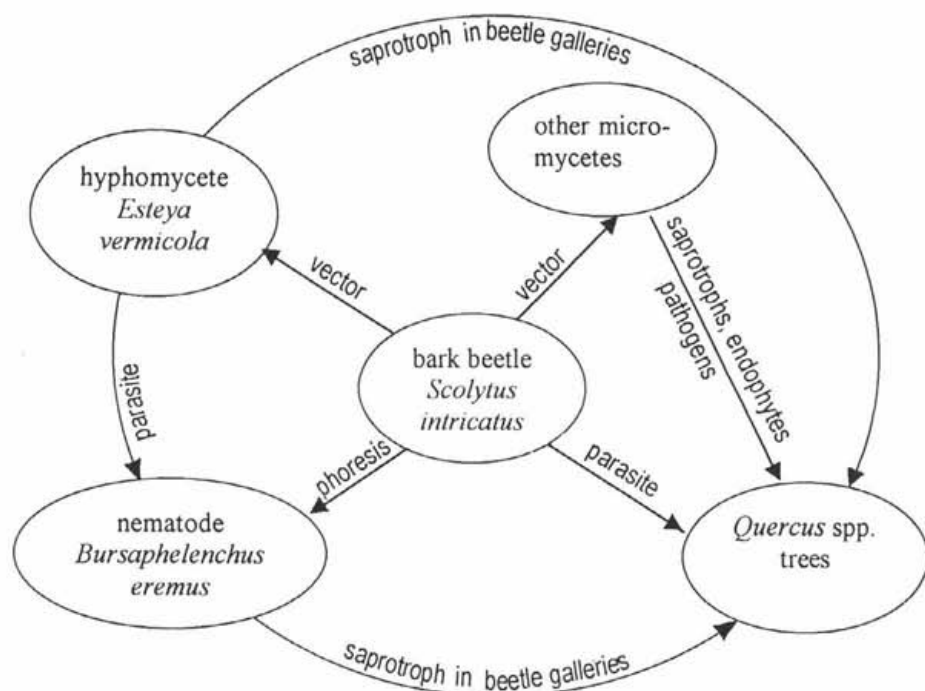 saprotroph in beetle galleries
other micro-
mycetes
hyphomycete
Esteya
vermicola
vector
vector
saprotrophs, endophytes
pathogens
bark beetle
Scolytus
intricatus
parasite
phoresis
parasite
nematode
Bursaphelenchus
eremus
Quercus spp.
trees
saprotroph in beetle galleries